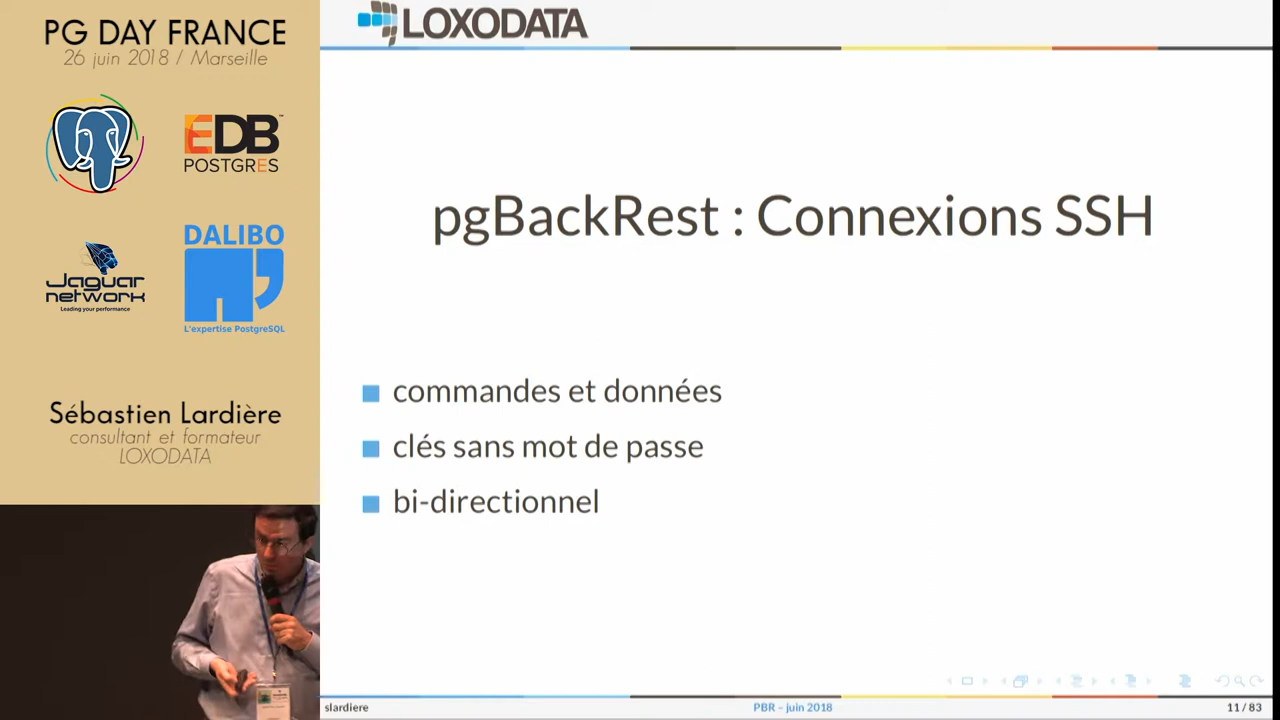 PG DAY FRANCE
26 juin 2018 / Marseille
EDB
POSTGRES
Jaguar
network
Leading your performance
DALIBO
L'expertise PostgreSQL
Sébastien Lardière
consultant et formateur
LOXODATA
LOXODATA
pgBackRest : Connexions SSH
commandes et données
clés sans mot de passe
bi-directionnel
slardiere
PBR – juin 2018
11 / 83